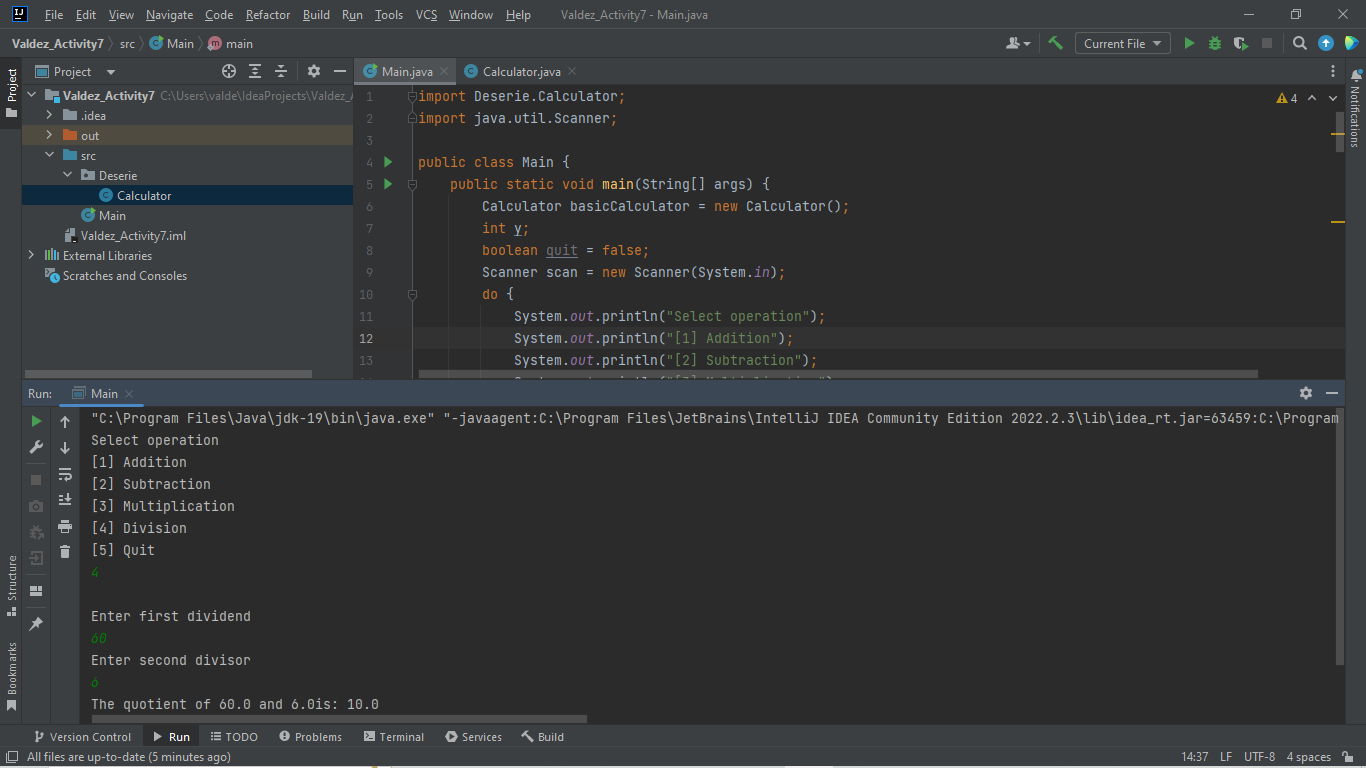 File Edit View Navigate Code Refactor Build Run Tools VCS Window Help Valdez_Activity7 - Main.java
Valdez_Activity7 src Main main Current File
Project Main.java Calculator.java
Valdez_Activity7 C:\Users\valde\IdeaProjects\Valdez_
.idea
out
src
Deserie
Calculator
Main
Valdez_Activity7.iml
External Libraries
Scratches and Consoles
Project
Structure
Bookmarks
Notifications
4
1 import Deserie.Calculator;
2 import java.util.Scanner;
3
4 public class Main {
5 public static void main(String[] args) {
6 Calculator basicCalculator = new Calculator();
7 int y;
8 boolean quit = false;
9 Scanner scan = new Scanner(System.in);
10 do {
11 System.out.println("Select operation");
12 System.out.println("[1] Addition");
13 System.out.println("[2] Subtraction");
Run: Main
"C:\Program Files\Java\jdk-19\bin\java.exe" "-javaagent:C:\Program Files\JetBrains\IntelliJ IDEA Community Edition 2022.2.3\lib\idea_rt.jar=63459:C:\Program
Select operation
[1] Addition
[2] Subtraction
[3] Multiplication
[4] Division
[5] Quit
4
Enter first dividend
60
Enter second divisor
6
The quotient of 60.0 and 6.0is: 10.0
Version Control Run TODO Problems Terminal Services Build
All files are up-to-date (5 minutes ago) 14:37 LF UTF-8 4 spaces